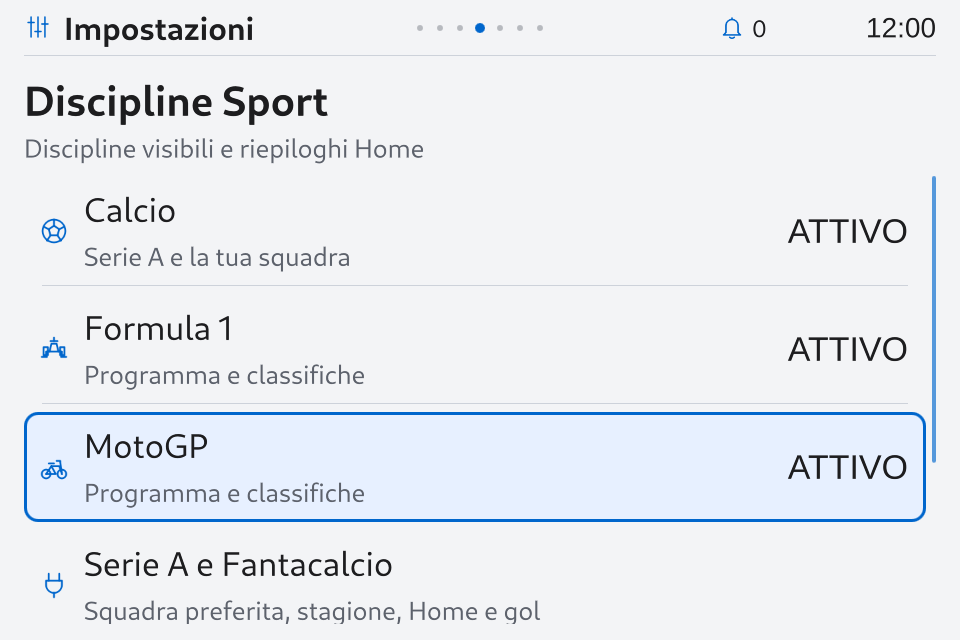 Impostazioni
0
12:00
Discipline Sport
Discipline visibili e riepiloghi Home
Calcio
Serie A e la tua squadra
ATTIVO
Formula 1
Programma e classifiche
ATTIVO
MotoGP
Programma e classifiche
ATTIVO
Serie A e Fantacalcio
Squadra preferita, stagione, Home e gol